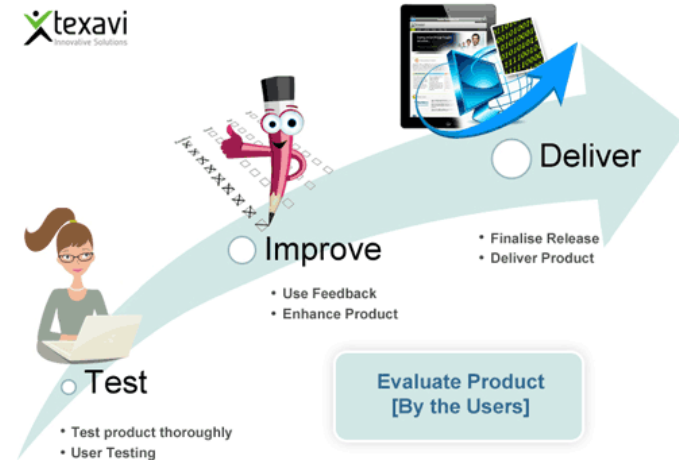 texavi
Innovative Solutions
Deliver
• Finalise Release
• Deliver Product
Improve
• Use Feedback
• Enhance Product
Test
• Test product thoroughly
• User Testing
Evaluate Product
[By the Users]